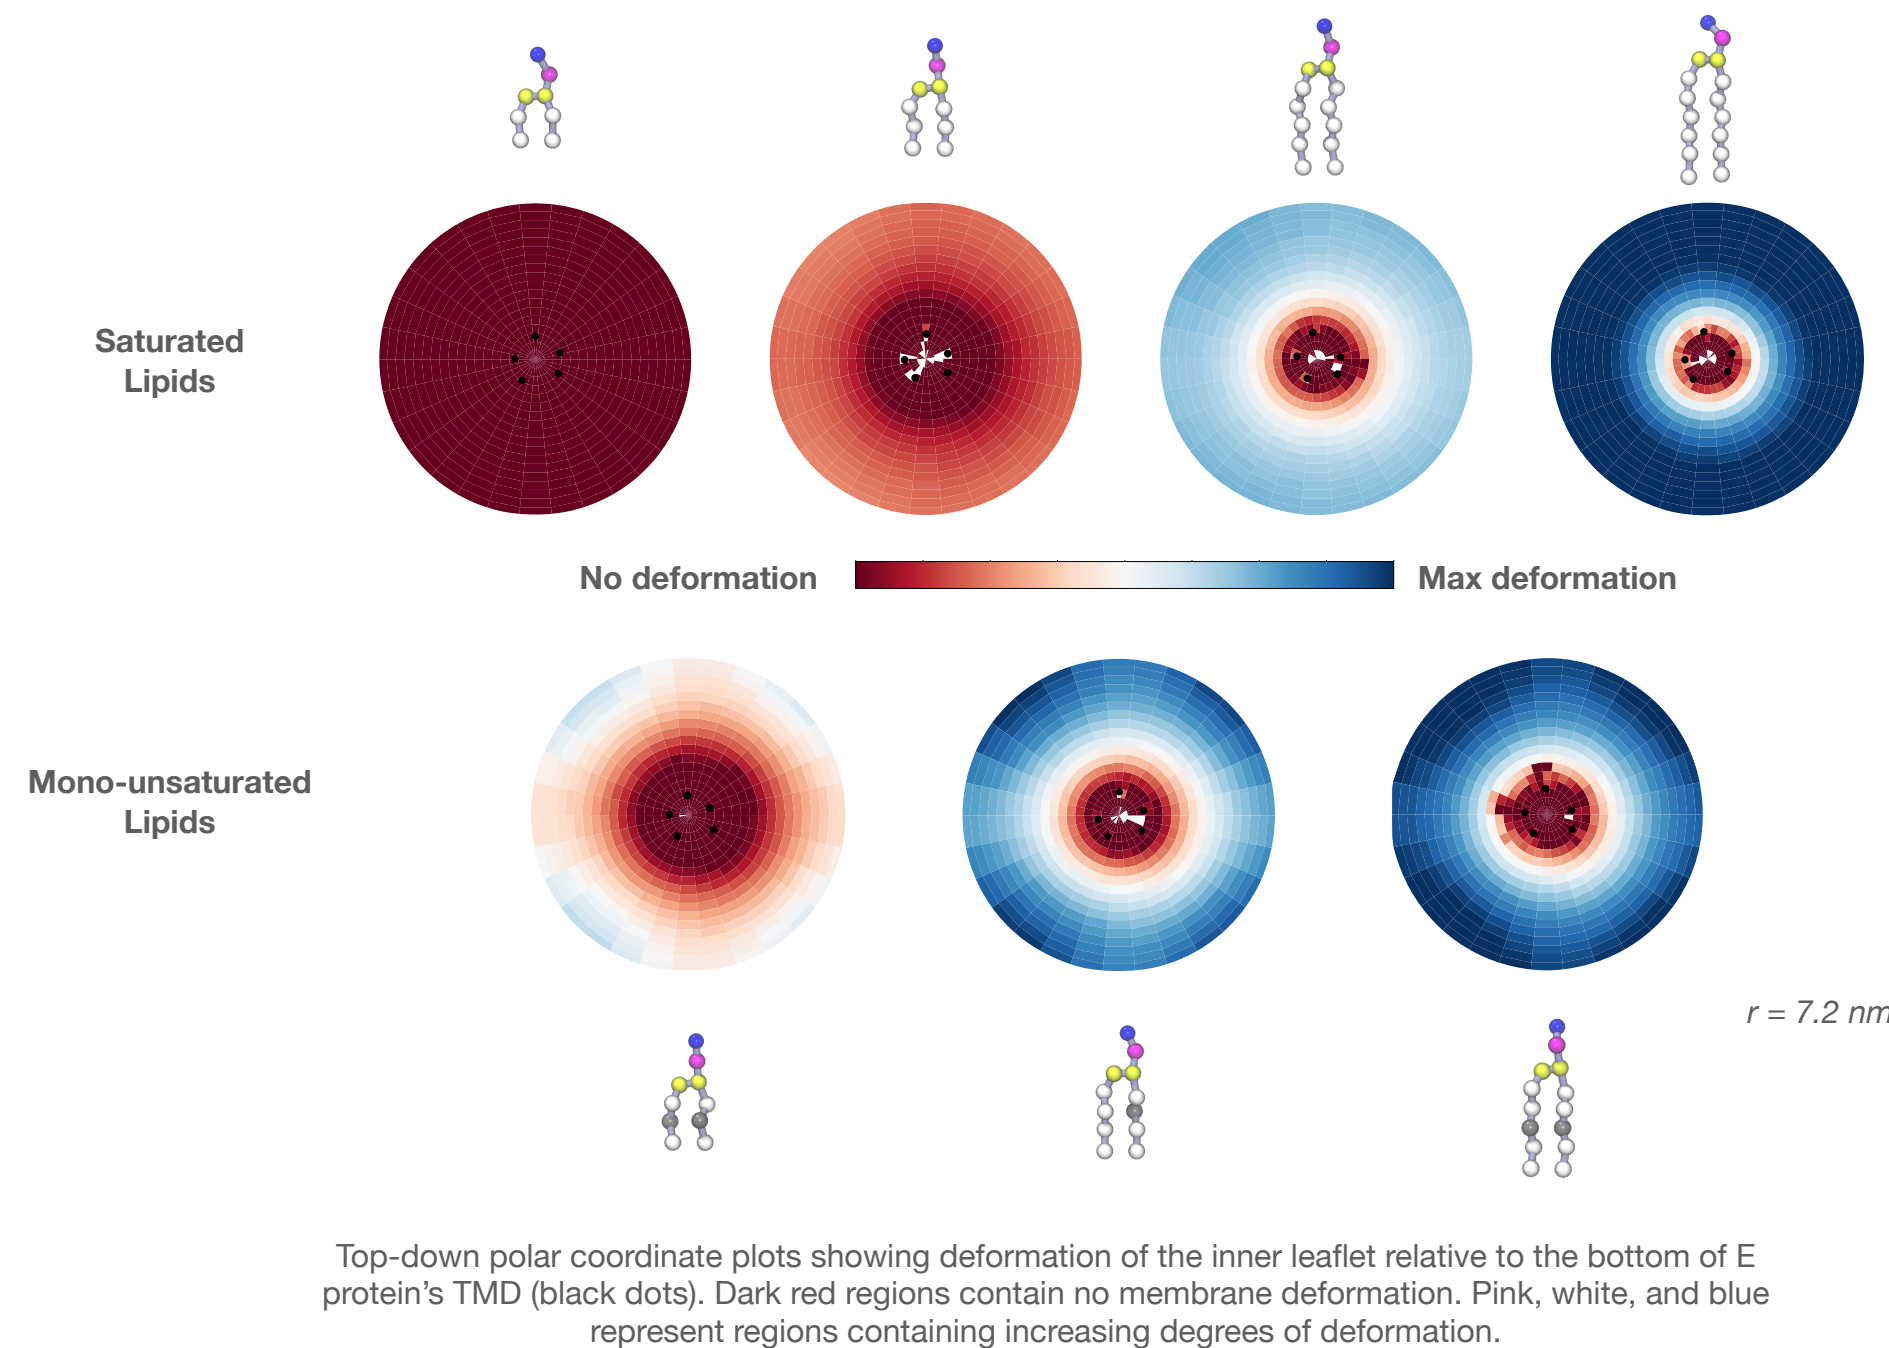 Saturated
Lipids
No deformation
Max deformation
Mono-unsaturated
Lipids
r = 7.2 nm
Top-down polar coordinate plots showing deformation of the inner leaflet relative to the bottom of E
protein's TMD (black dots). Dark red regions contain no membrane deformation. Pink, white, and blue
represent regions containing increasing degrees of deformation.